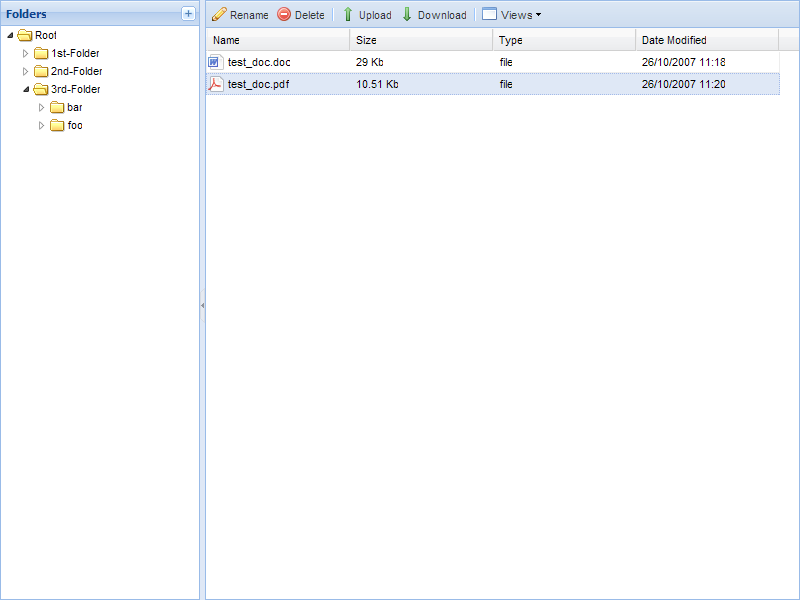 Folders
Root
1st-Folder
2nd-Folder
3rd-Folder
bar
foo
Rename Delete Upload Download Views
Name Size Type Date Modified
test_doc.doc 29 Kb file 26/10/2007 11:18
test_doc.pdf 10.51 Kb file 26/10/2007 11:20